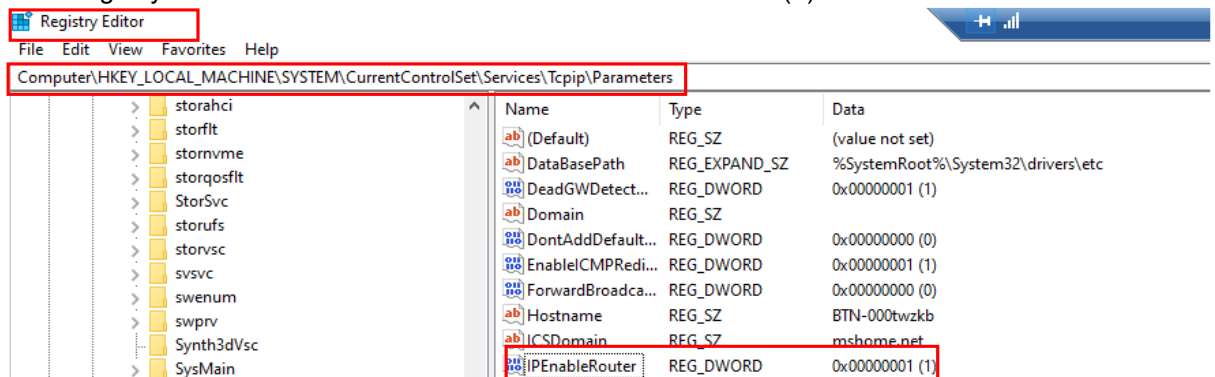 Registry Editor
File Edit View Favorites Help
Computer\HKEY_LOCAL_MACHINE\SYSTEM\CurrentControlSet\Services\Tcpip\Parameters
storahci
storflt
stornvme
storqosflt
StorSvc
storufs
storvsc
svsvc
swenum
swprv
Synth3dVsc
SysMain
Name Type Data
(Default) REG_SZ (value not set)
DataBasePath REG_EXPAND_SZ %SystemRoot%\System32\drivers\etc
DeadGWDetect... REG_DWORD 0x00000001 (1)
Domain REG_SZ
DontAddDefault... REG_DWORD 0x00000000 (0)
EnableICMPRedi... REG_DWORD 0x00000001 (1)
ForwardBroadca... REG_DWORD 0x00000000 (0)
Hostname REG_SZ BTN-000twzkb
ICSDomain REG_SZ mshome.net
IPEnableRouter REG_DWORD 0x00000001 (1)